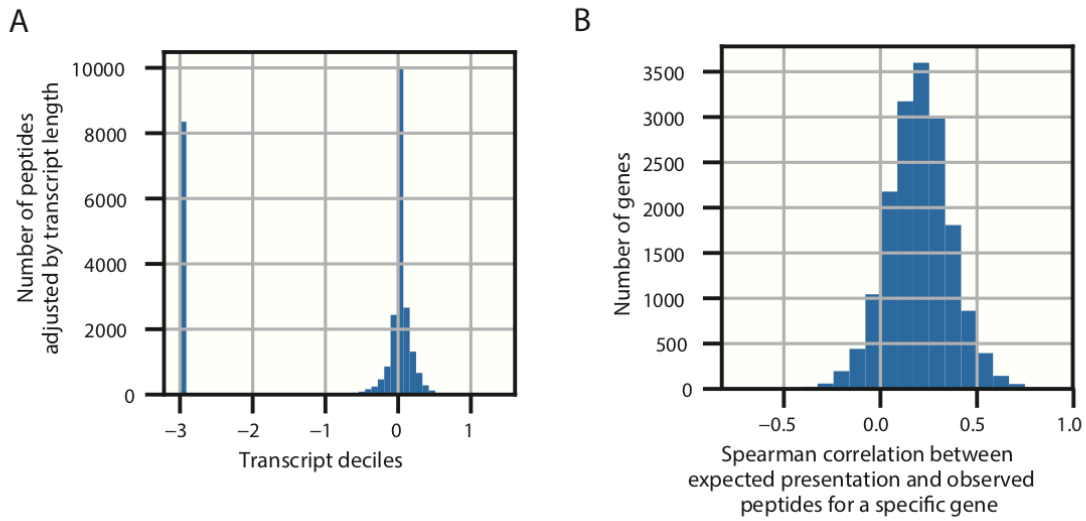 A
Number of peptides
adjusted by transcript length
10000
8000
6000
4000
2000
0
−3
−2
−1
0
1
Transcript deciles
B
Number of genes
3500
3000
2500
2000
1500
1000
500
0
−0.5
0.0
0.5
1.0
Spearman correlation between
expected presentation and observed
peptides for a specific gene